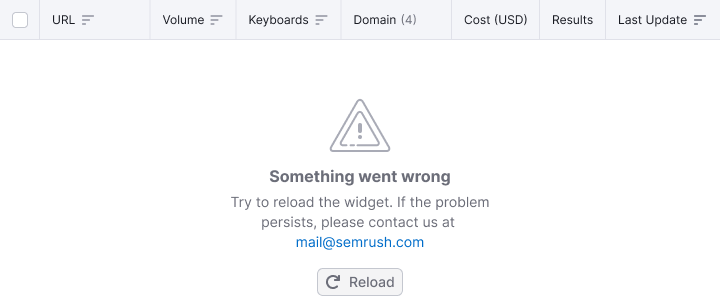 URL Volume Keyboards Domain (4) Cost (USD) Results Last Update
Something went wrong
Try to reload the widget. If the problem
persists, please contact us at
mail@semrush.com
Reload